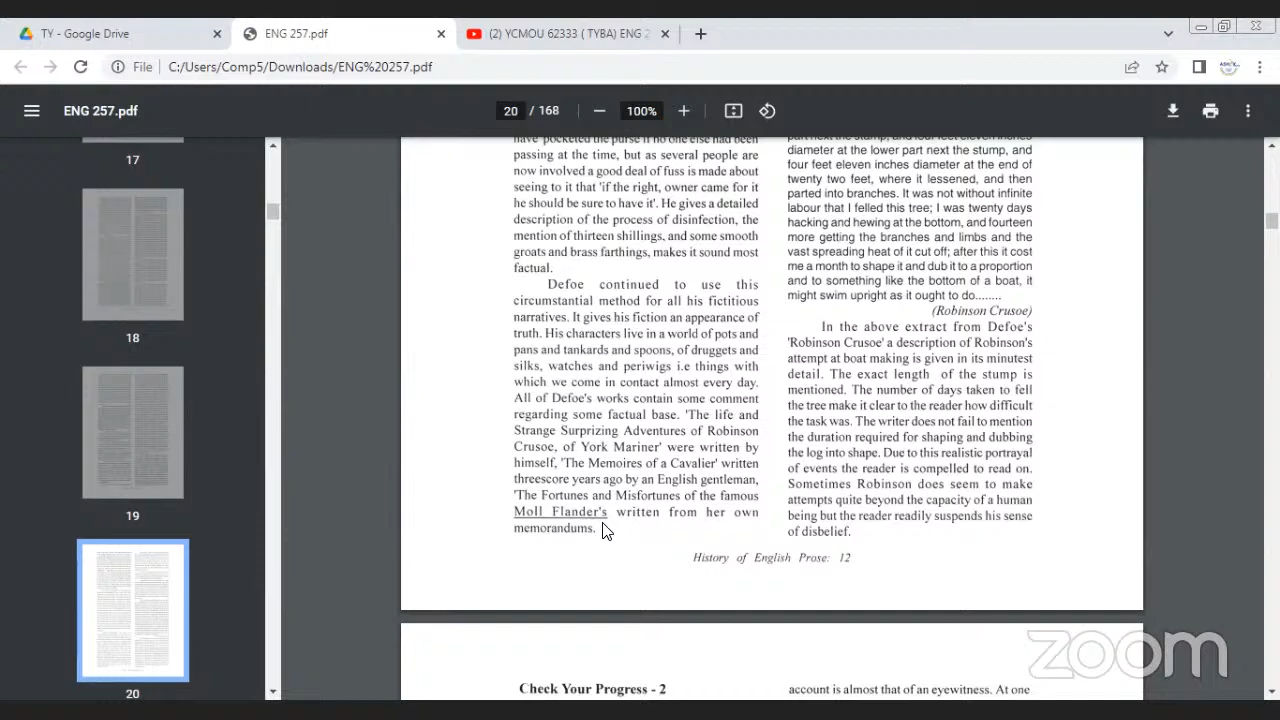 TY - Google Drive
ENG 257.pdf
(2) YCMOU 62333 ( TYBA) ENG 2
File
C:/Users/Comp5/Downloads/ENG%20257.pdf
ENG 257.pdf
20 / 168
100%
17
18
19
20
have pocketed the purse if no one else had been
passing at the time, but as several people are
now involved a good deal of fuss is made about
seeing to it that 'if the right, owner came for it
he should be sure to have it'. He gives a detailed
description of the process of disinfection, the
mention of thirteen shillings, and some smooth
groats and brass farthings, makes it sound most
factual.
Defoe continued to use this
circumstantial method for all his fictitious
narratives. It gives his fiction an appearance of
truth. His characters live in a world of pots and
pans and tankards and spoons, of druggets and
silks, watches and periwigs i.e things with
which we come in contact almost every day.
All of Defoe's works contain some comment
regarding some factual base. 'The life and
Strange Surprizing Adventures of Robinson
Crusoe, of York Mariner' were written by
himself, 'The Memoires of a Cavalier' written
threescore years ago by an English gentleman,
'The Fortunes and Misfortunes of the famous
Moll Flander's written from her own
memorandums.
part next the stump, and four feet eleven inches
diameter at the lower part next the stump, and
four feet eleven inches diameter at the end of
twenty two feet, where it lessened, and then
parted into branches. It was not without infinite
labour that I felled this tree; I was twenty days
hacking and hewing at the bottom, and fourteen
more getting the branches and limbs and the
vast spreading heat of it cut off; after this it cost
me a month to shape it and dub it to a proportion
and to something like the bottom of a boat, it
might swim upright as it ought to do........
(Robinson Crusoe)
In the above extract from Defoe's
'Robinson Crusoe' a description of Robinson's
attempt at boat making is given in its minutest
detail. The exact length of the stump is
mentioned. The number of days taken to fell
the tree make it clear to the reader how difficult
the task was. The writer does not fail to mention
the duration required for shaping and dubbing
the log into shape. Due to this realistic portrayal
of events the reader is compelled to read on.
Sometimes Robinson does seem to make
attempts quite beyond the capacity of a human
being but the reader readily suspends his sense
of disbelief.
History of English Prose: 12
Check Your Progress - 2
account is almost that of an eyewitness. At one
zoom